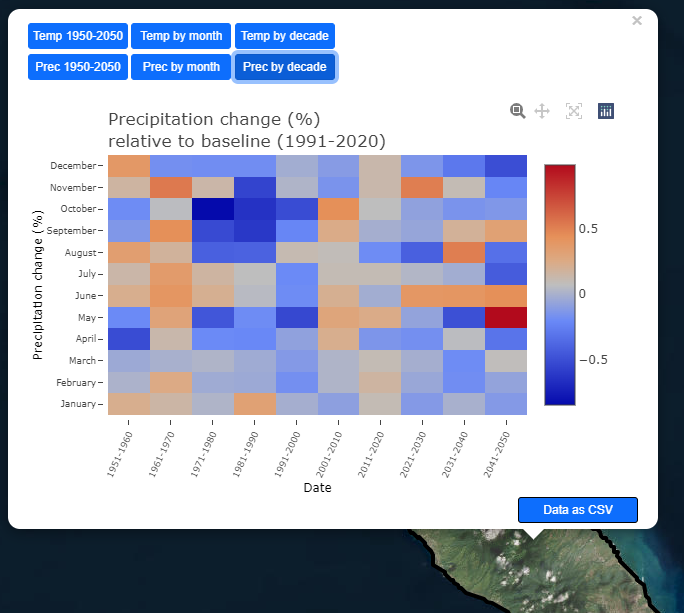 ×
Temp 1950-2050 Temp by month Temp by decade
Prec 1950-2050 Prec by month Prec by decade
Precipitation change (%)
relative to baseline (1991-2020)
Precipitation change (%)
December
November
October
September
August
July
June
May
April
March
February
January
0.5
0
−0.5
1951-1960
1961-1970
1971-1980
1981-1990
1991-2000
2001-2010
2011-2020
2021-2030
2031-2040
2041-2050
Date
Data as CSV